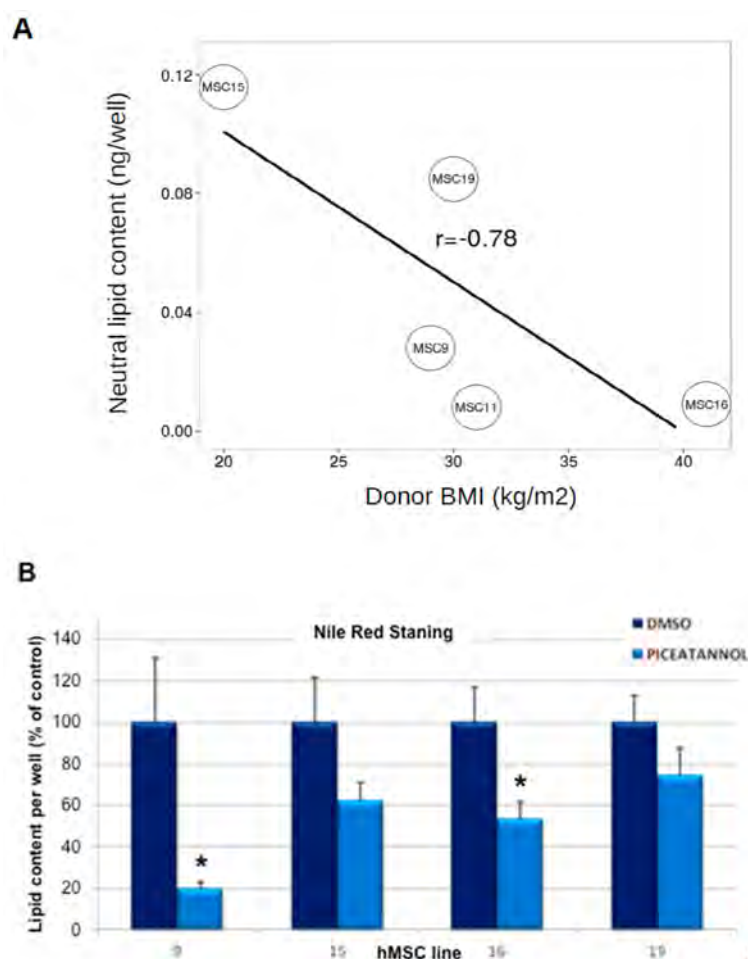 A
Neutral lipid content (ng/well)
0.12
0.08
0.04
0.00
MSC15
MSC19
r=-0.78
MSC9
MSC11
MSC16
20
25
30
35
40
Donor BMI (kg/m2)
B
Nile Red Staning
DMSO
PICEATANNOL
Lipid content per well (% of control)
140
120
100
80
60
40
20
0
*
*
9
15
16
19
hMSC line